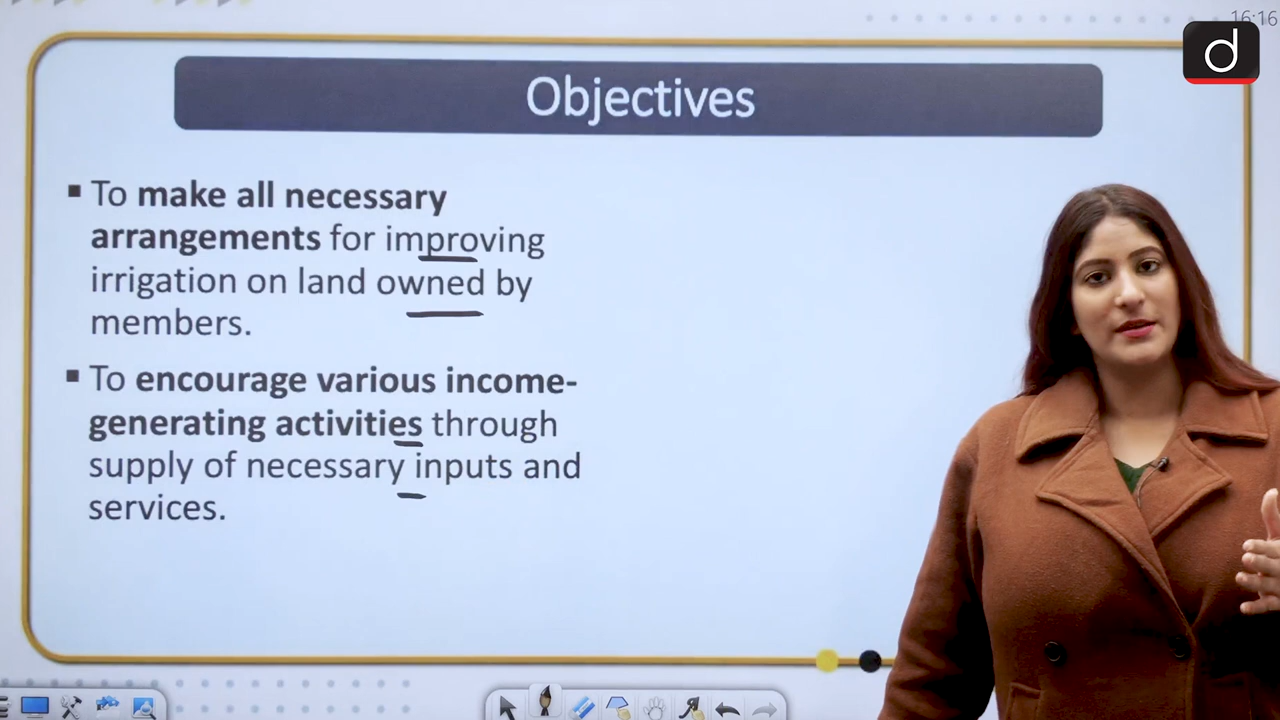 16:16
d
Objectives
▪ To make all necessary
arrangements for improving
irrigation on land owned by
members.
▪ To encourage various income-
generating activities through
supply of necessary inputs and
services.